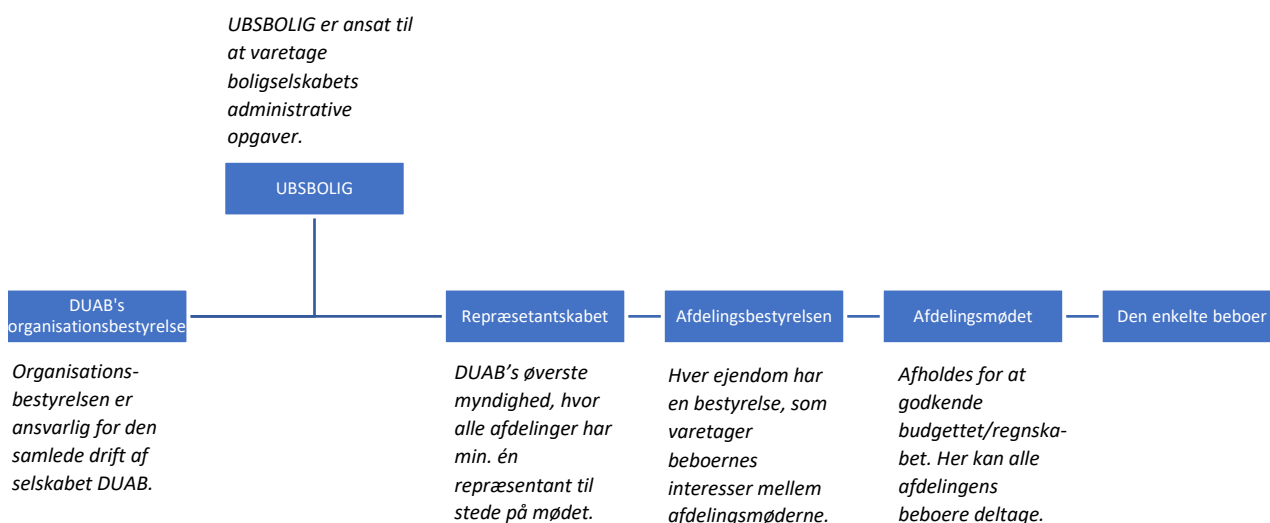 UBSBOLIG er ansat til
at varetage
boligselskabets
administrative
opgaver.
UBSBOLIG
DUAB's
organisationsbestyrelse
Repræsetantskabet
Afdelingsbestyrelsen
Afdelingsmødet
Den enkelte beboer
Organisations-
bestyrelsen er
ansvarlig for den
samlede drift af
selskabet DUAB.
DUAB’s øverste
myndighed, hvor
alle afdelinger har
min. én
repræsentant til
stede på mødet.
Hver ejendom har
en bestyrelse, som
varetager
beboernes
interesser mellem
afdelingsmøderne.
Afholdes for at
godkende
budgettet/regnska-
bet. Her kan alle
afdelingens
beboere deltage.